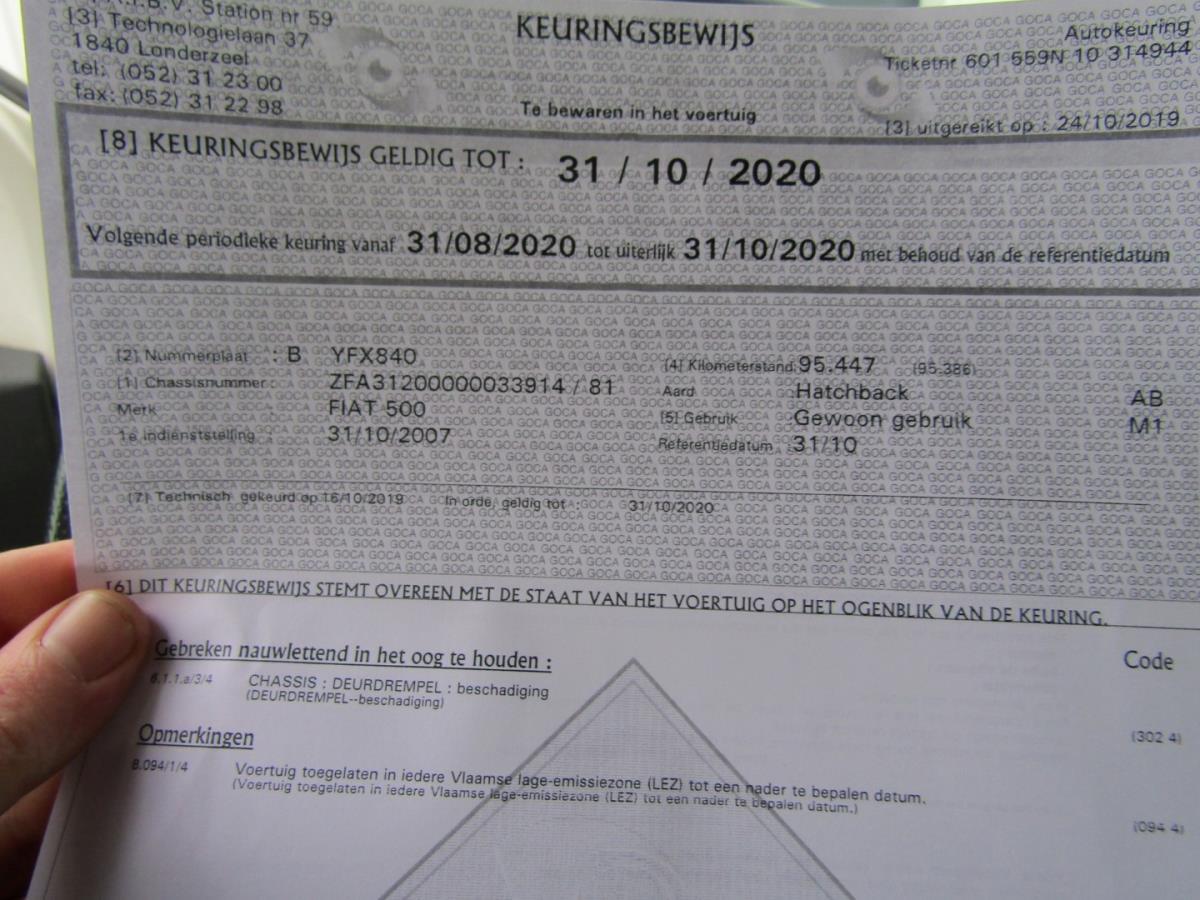 A.I.B.V. Station nr 59
[3] Technologielaan 37
1840 Londerzeel
tel: (052) 31 23 00
fax: (052) 31 22 98
KEURINGSBEWIJS
Te bewaren in het voertuig
Autokeuring
Ticketnr 601 559N 10 314944
[3] uitgereikt op : 24/10/2019
[8] KEURINGSBEWIJS GELDIG TOT : 31 / 10 / 2020
Volgende periodieke keuring vanaf 31/08/2020 tot uiterlijk 31/10/2020 met behoud van de referentiedatum
[2] Nummerplaat : B YFX840
[1] Chassisnummer : ZFA31200000033914 / 81
Merk FIAT 500
1e indienststelling : 31/10/2007
[4] Kilometerstand: 95.447 (95.386)
Aard Hatchback AB
[5] Gebruik Gewoon gebruik M1
Referentiedatum : 31/10
[7] Technisch gekeurd op 16/10/2019 In orde, geldig tot : 31/10/2020
[6] DIT KEURINGSBEWIJS STEMT OVEREEN MET DE STAAT VAN HET VOERTUIG OP HET OGENBLIK VAN DE KEURING.
Gebreken nauwlettend in het oog te houden : Code
6.1.1.a/3/4 CHASSIS : DEURDREMPEL : beschadiging
(DEURDREMPEL--beschadiging) (302 4)
Opmerkingen
8.094/1/4 Voertuig toegelaten in iedere Vlaamse lage-emissiezone (LEZ) tot een nader te bepalen datum.
(Voertuig toegelaten in iedere Vlaamse lage-emissiezone (LEZ) tot een nader te bepalen datum.) (094 4)